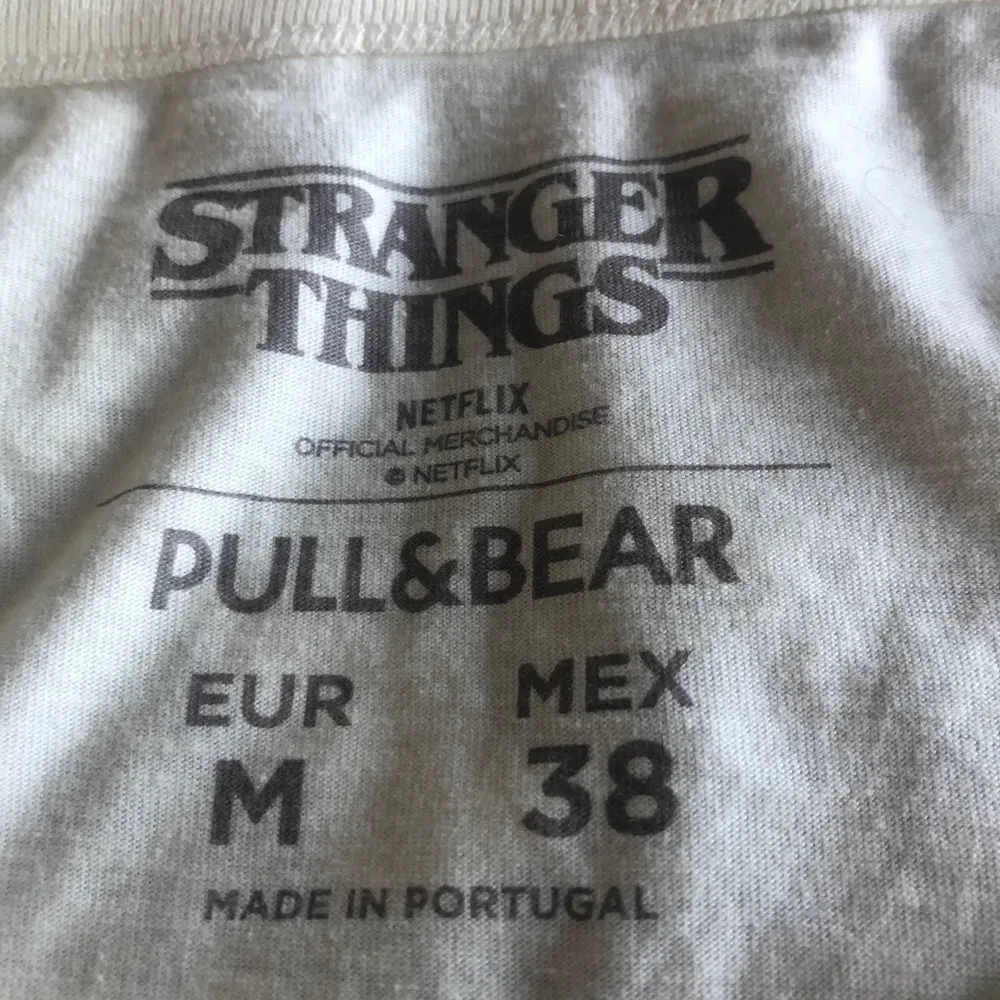 STRANGER
THINGS
NETFLIX
OFFICIAL MERCHANDISE
© NETFLIX
PULL&BEAR
EUR MEX
M 38
MADE IN PORTUGAL